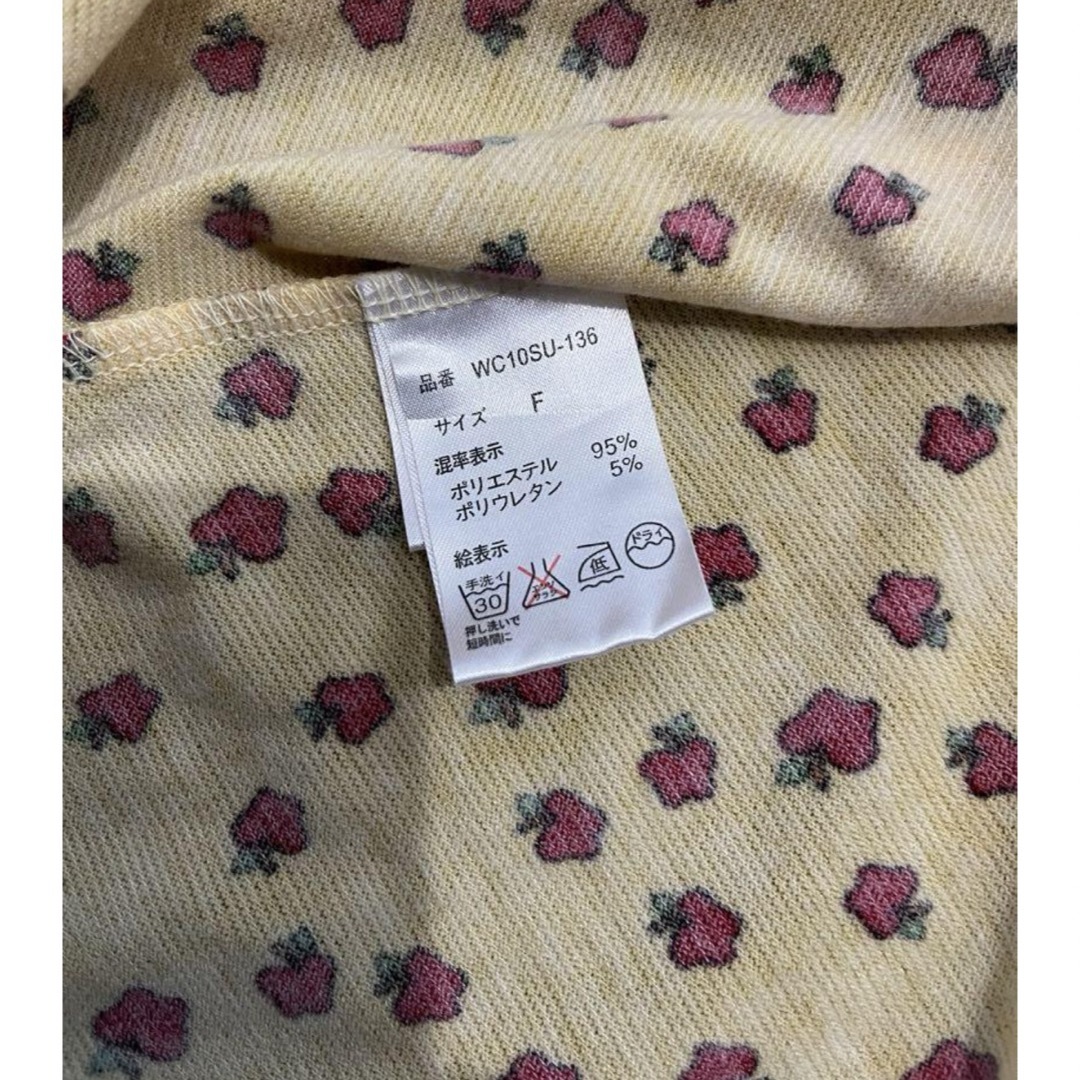 品番 WC10SU-136
サイズ F
混率表示
ポリエステル 95%
ポリウレタン 5%
絵表示
手洗イ
30
エンソ
サラシ
低
ドライ
押し洗いで
短時間に